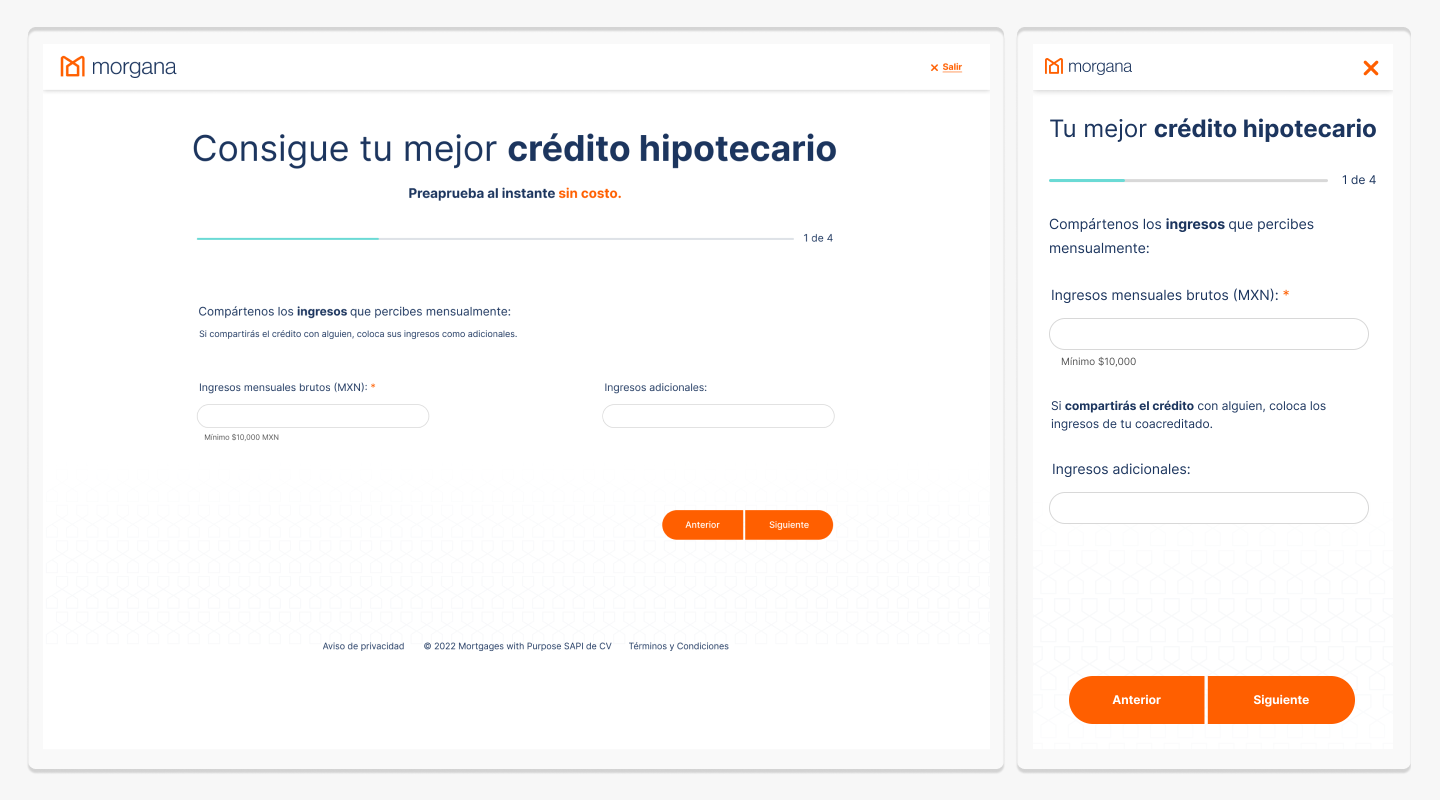 morgana
Salir
Consigue tu mejor crédito hipotecario
Preaprueba al instante sin costo.
1 de 4
Compártenos los ingresos que percibes mensualmente:
Si compartirás el crédito con alguien, coloca sus ingresos como adicionales.
Ingresos mensuales brutos (MXN): *
Ingresos adicionales:
Mínimo $10,000 MXN
Anterior
Siguiente
Aviso de privacidad
© 2022 Mortgages with Purpose SAPI de CV
Términos y Condiciones
morgana
Tu mejor crédito hipotecario
1 de 4
Compártenos los ingresos que percibes
mensualmente:
Ingresos mensuales brutos (MXN): *
Mínimo $10,000
Si compartirás el crédito con alguien, coloca los
ingresos de tu coacreditado.
Ingresos adicionales:
Anterior
Siguiente